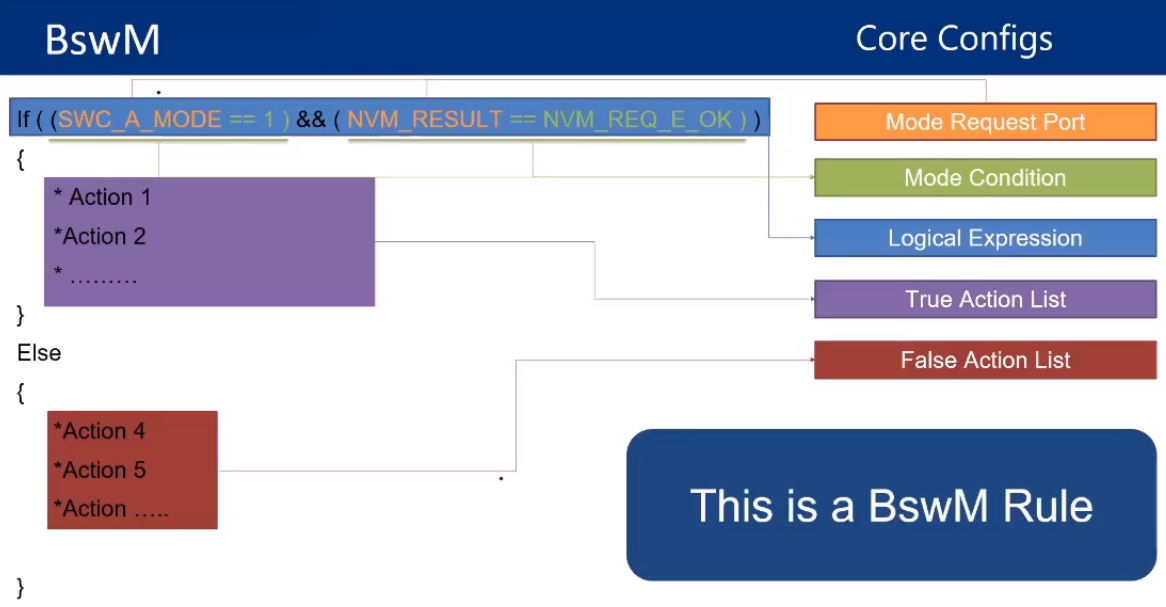 BswM
Core Configs
If ( (SWC_A_MODE == 1 ) && ( NVM_RESULT == NVM_REQ_E_OK ) )
{
* Action 1
*Action 2
* ………
}
Else
{
*Action 4
*Action 5
*Action …..
}
Mode Request Port
Mode Condition
Logical Expression
True Action List
False Action List
This is a BswM Rule